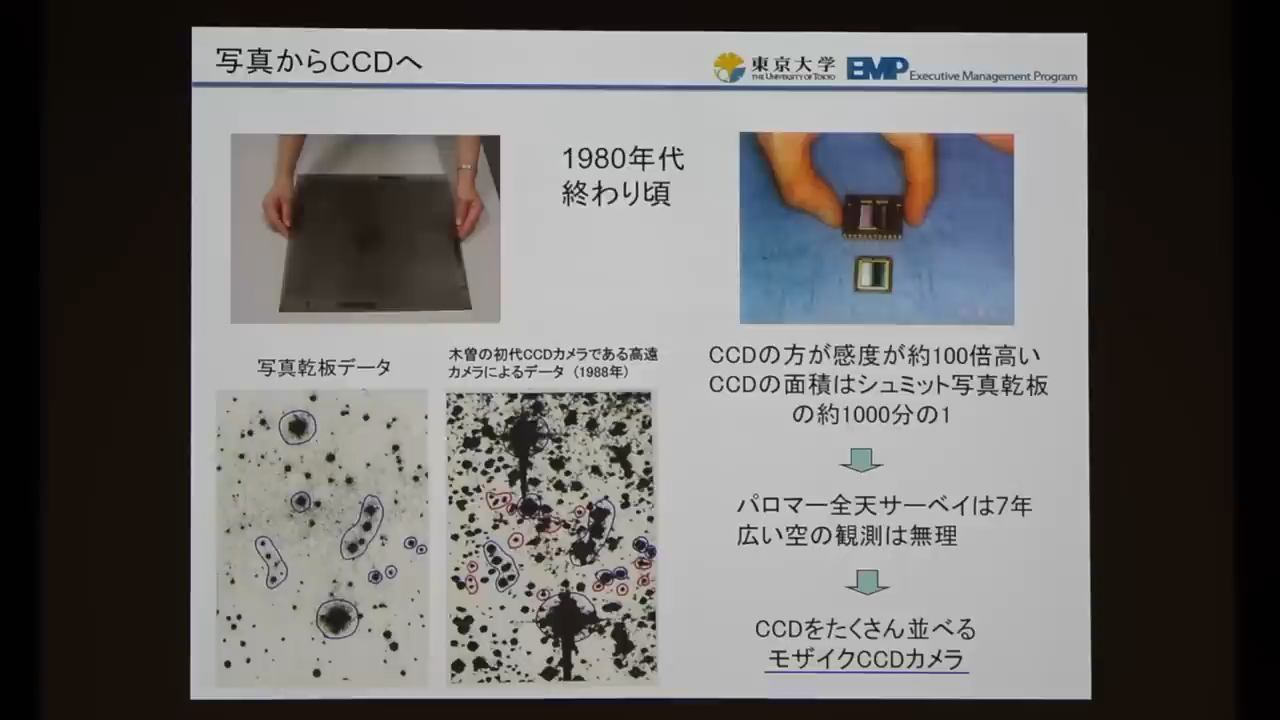 写真からCCDへ
東京大学
THE UNIVERSITY OF TOKYO
EMP Executive Management Program
1980年代
終わり頃
写真乾板データ
木曽の初代CCDカメラである高遠
カメラによるデータ（1988年）
CCDの方が感度が約100倍高い
CCDの面積はシュミット写真乾板
の約1000分の1
パロマー全天サーベイは7年
広い空の観測は無理
CCDをたくさん並べる
モザイクCCDカメラ